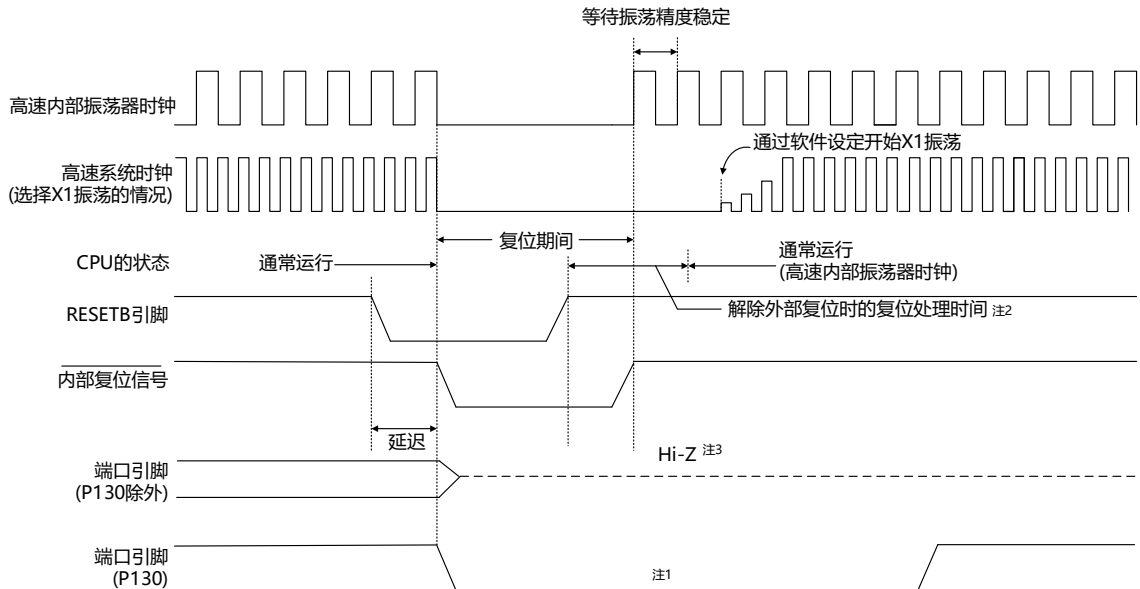 等待振荡精度稳定
高速内部振荡器时钟
通过软件设定开始X1振荡
高速系统时钟
(选择X1振荡的情况)
复位期间
CPU的状态
通常运行
通常运行
(高速内部振荡器时钟)
RESETB引脚
解除外部复位时的复位处理时间 注2
内部复位信号
延迟
Hi-Z 注3
端口引脚
(P130除外)
端口引脚
(P130)
注1